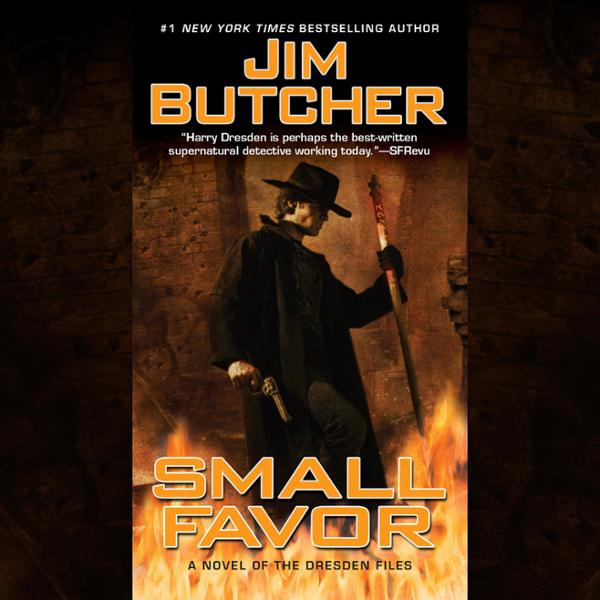 #1 NEW YORK TIMES BESTSELLING AUTHOR
JIM
BUTCHER
"Harry Dresden is perhaps the best-written
supernatural detective working today."—SFRevu
SMALL
FAVOR
A NOVEL OF THE DRESDEN FILES